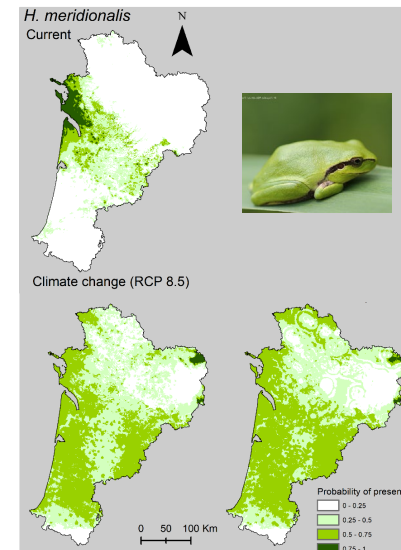 H. meridionalis
Current
N
Climate change (RCP 8.5)
0 50 100 Km
Probability of presen
0 - 0.25
0.25 - 0.5
0.5 - 0.75
0.75 - 1